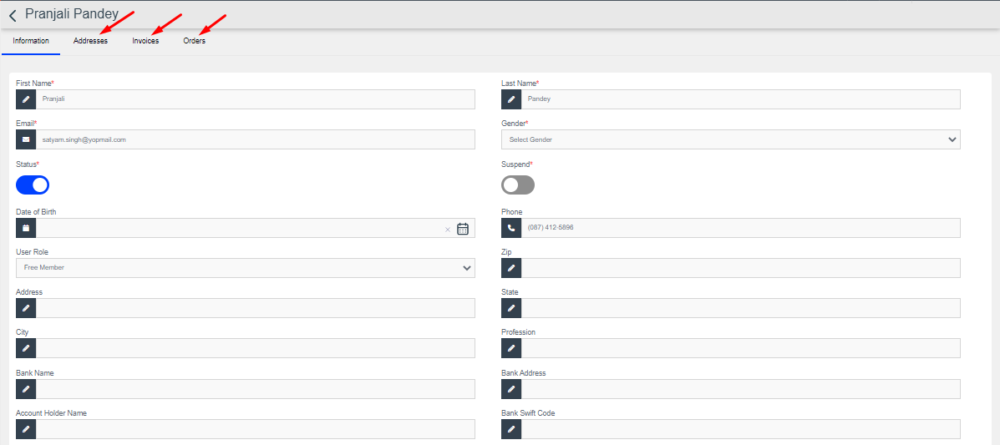 Pranjali Pandey
Information Addresses Invoices Orders
First Name* Last Name*
Pranjali Pandey
Email* Gender*
satyam.singh@yopmail.com Select Gender
Status* Suspend*
Date of Birth Phone
(087) 412-5896
User Role Zip
Free Member
Address State
City Profession
Bank Name Bank Address
Account Holder Name Bank Swift Code